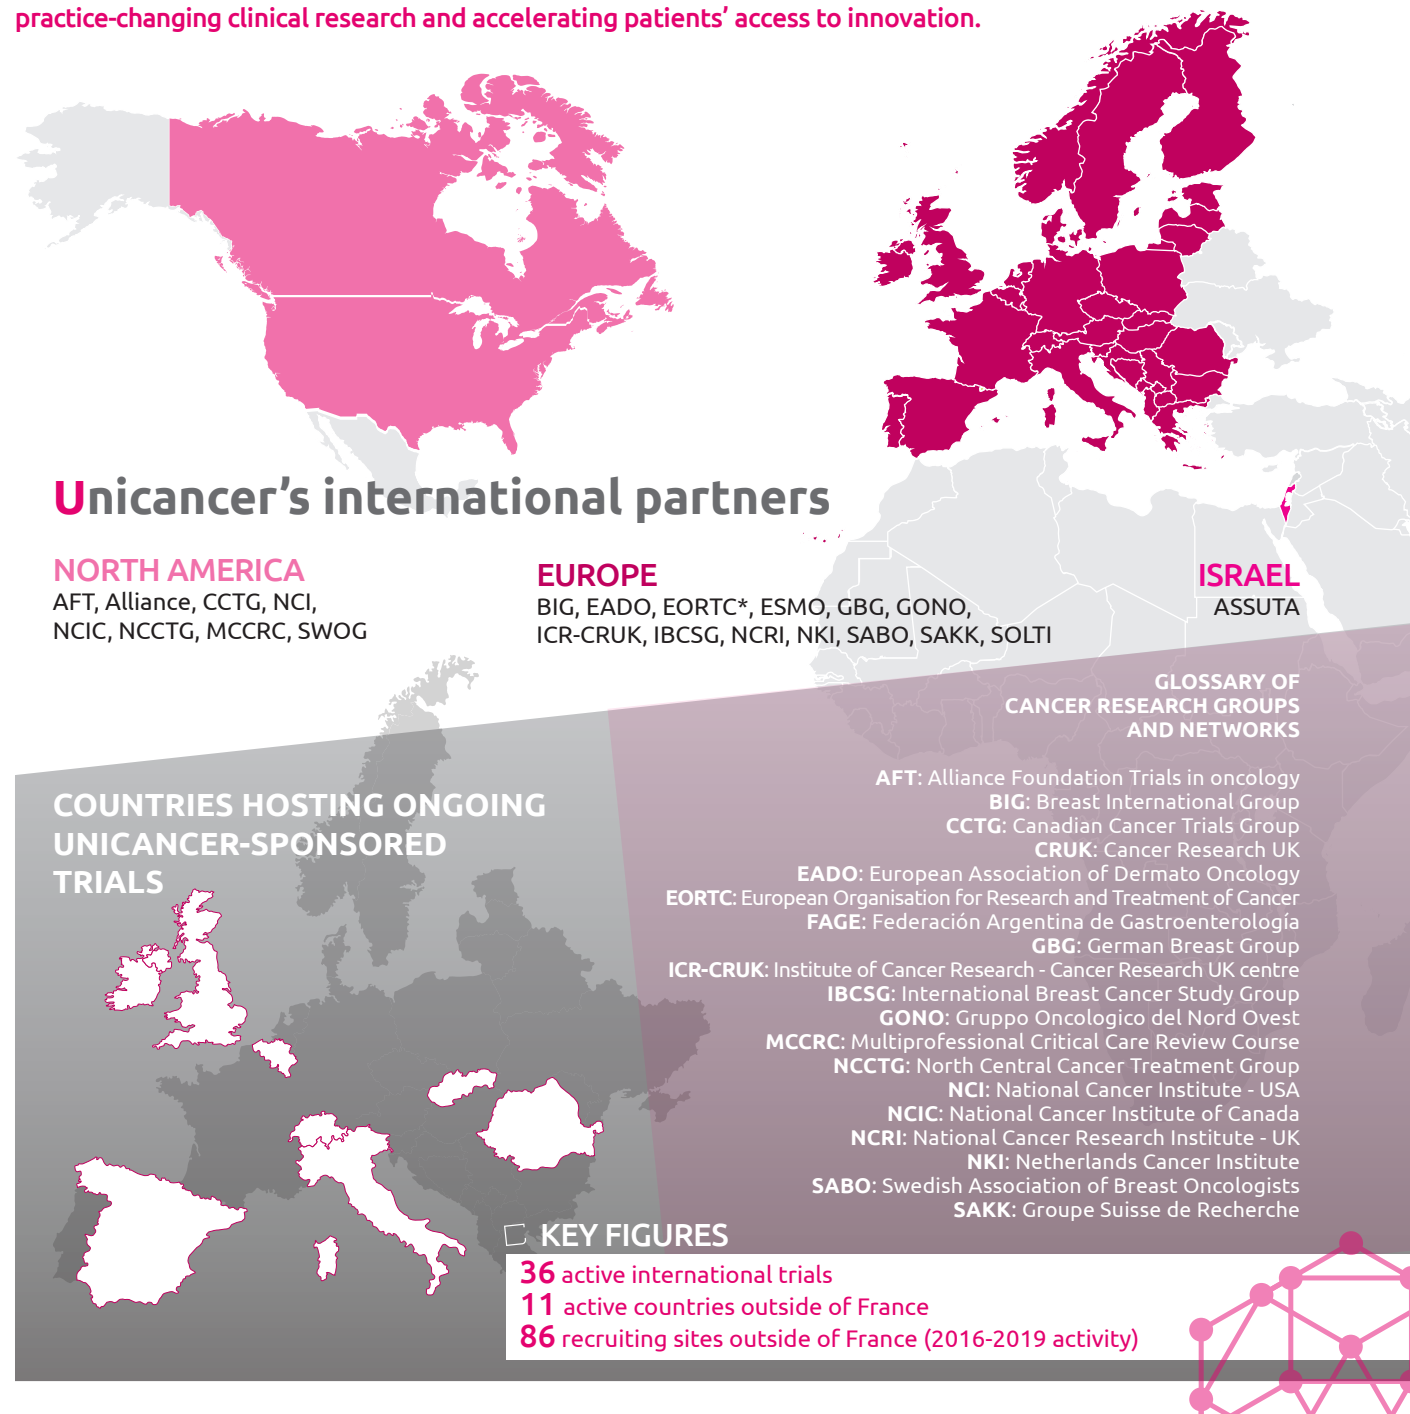 practice-changing clinical research and accelerating patients’ access to innovation.
Unicancer’s international partners
NORTH AMERICA
AFT, Alliance, CCTG, NCI,
NCIC, NCCTG, MCCRC, SWOG
EUROPE
BIG, EADO, EORTC*, ESMO, GBG, GONO,
ICR-CRUK, IBCSG, NCRI, NKI, SABO, SAKK, SOLTI
ISRAEL
ASSUTA
COUNTRIES HOSTING ONGOING
UNICANCER-SPONSORED
TRIALS
GLOSSARY OF
CANCER RESEARCH GROUPS
AND NETWORKS
AFT: Alliance Foundation Trials in oncology
BIG: Breast International Group
CCTG: Canadian Cancer Trials Group
CRUK: Cancer Research UK
EADO: European Association of Dermato Oncology
EORTC: European Organisation for Research and Treatment of Cancer
FAGE: Federación Argentina de Gastroenterología
GBG: German Breast Group
ICR-CRUK: Institute of Cancer Research - Cancer Research UK centre
IBCSG: International Breast Cancer Study Group
GONO: Gruppo Oncologico del Nord Ovest
MCCRC: Multiprofessional Critical Care Review Course
NCCTG: North Central Cancer Treatment Group
NCI: National Cancer Institute - USA
NCIC: National Cancer Institute of Canada
NCRI: National Cancer Research Institute - UK
NKI: Netherlands Cancer Institute
SABO: Swedish Association of Breast Oncologists
SAKK: Groupe Suisse de Recherche
KEY FIGURES
36 active international trials
11 active countries outside of France
86 recruiting sites outside of France (2016-2019 activity)